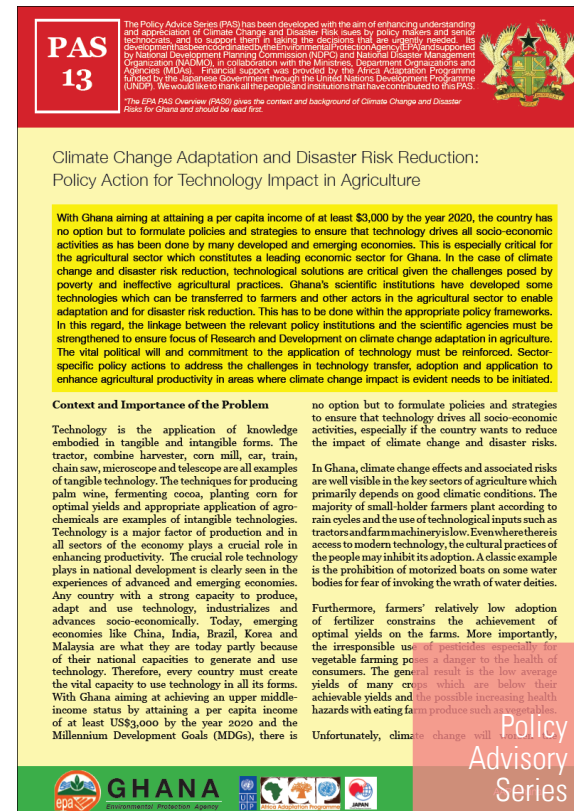 PAS
13
The Policy Advice Series (PAS) has been developed with the aim of enhancing understanding
and appreciation of Climate Change and Disaster Risk isues by policy makers and senior
technocrats, and to support them in taking the decisions that are urgently needed. Its
developmenthasbeencoordinatedbytheEnvironmentalProtectionAgency(EPA)andsupported
by National Development Planning Commission (NDPC) and National Disaster Management
Organization (NADMO), in collaboration with the Ministries, Department Orgnaizations and
Agencies (MDAs). Financial support was provded by the Africa Adaptation Programme
funded by the Japanese Government through the United Nations Development Programme
(UNDP). We would like to thank all the people and institutions that have contributed to this PAS.
"The EPA PAS Overview (PAS0) gives the context and background of Climate Change and Disaster
Risks for Ghana and should be read first.
Climate Change Adaptation and Disaster Risk Reduction:
Policy Action for Technology Impact in Agriculture
With Ghana aiming at attaining a per capita income of at least $3,000 by the year 2020, the country has
no option but to formulate policies and strategies to ensure that technology drives all socio-economic
activities as has been done by many developed and emerging economies. This is especially critical for
the agricultural sector which constitutes a leading economic sector for Ghana. In the case of climate
change and disaster risk reduction, technological solutions are critical given the challenges posed by
poverty and ineffective agricultural practices. Ghana's scientific institutions have developed some
technologies which can be transferred to farmers and other actors in the agricultural sector to enable
adaptation and for disaster risk reduction. This has to be done within the appropriate policy frameworks.
In this regard, the linkage between the relevant policy institutions and the scientific agencies must be
strengthened to ensure focus of Research and Development on climate change adaptation in agriculture.
The vital political will and commitment to the application of technology must be reinforced. Sector-
specific policy actions to address the challenges in technology transfer, adoption and application to
enhance agricultural productivity in areas where climate change impact is evident needs to be initiated.
Context and Importance of the Problem
Technology is the application of knowledge
embodied in tangible and intangible forms. The
tractor, combine harvester, corn mill, car, train,
chain saw, microscope and telescope are all examples
of tangible technology. The techniques for producing
palm wine, fermenting cocoa, planting corn for
optimal yields and appropriate application of agro-
chemicals are examples of intangible technologies.
Technology is a major factor of production and in
all sectors of the economy plays a crucial role in
enhancing productivity. The crucial role technology
plays in national development is clearly seen in the
experiences of advanced and emerging economies.
Any country with a strong capacity to produce,
adapt and use technology, industrializes and
advances socio-economically. Today, emerging
economies like China, India, Brazil, Korea and
Malaysia are what they are today partly because
of their national capacities to generate and use
technology. Therefore, every country must create
the vital capacity to use technology in all its forms.
With Ghana aiming at achieving an upper middle-
income status by attaining a per capita income
of at least US$3,000 by the year 2020 and the
Millennium Development Goals (MDGs), there is
no option but to formulate policies and strategies
to ensure that technology drives all socio-economic
activities, especially if the country wants to reduce
the impact of climate change and disaster risks.
In Ghana, climate change effects and associated risks
are well visible in the key sectors of agriculture which
primarily depends on good climatic conditions. The
majority of small-holder farmers plant according to
rain cycles and the use of technological inputs such as
tractors and farm machinery is low. Even where there is
access to modern technology, the cultural practices of
the people may inhibit its adoption. A classic example
is the prohibition of motorized boats on some water
bodies for fear of invoking the wrath of water deities.
Furthermore, farmers' relatively low adoption
of fertilizer constrains the achievement of
optimal yields on the farms. More importantly,
the irresponsible use of pesticides especially in
vegetable farming poses a danger to the health of
consumers. The general result is the low average
yields of many crops which are below their
achievable yields and the possible increasing health
hazards with eating farm produce such as vegetables.
Unfortunately, climate change will
Policy
Advisory
Series
epa
GHANA
Environmental Protection Agency
UN
DP
Africa Adaptation Programme
JAPAN